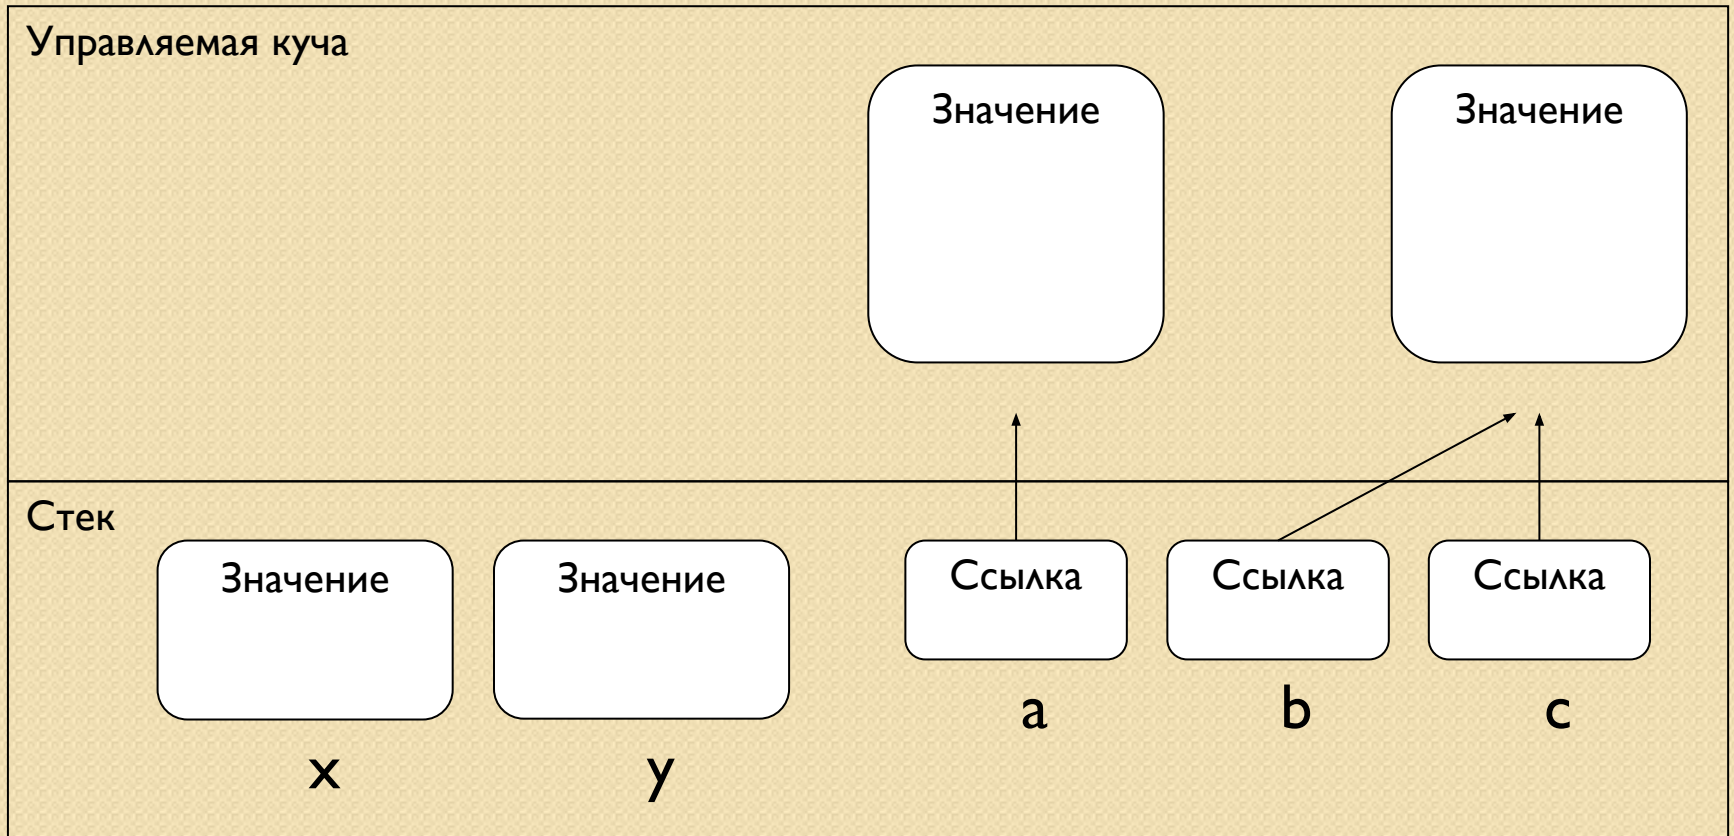 Управляемая куча
Значение
Значение
Стек
Значение
Значение
Ссылка
Ссылка
Ссылка
a
b
c
x
y